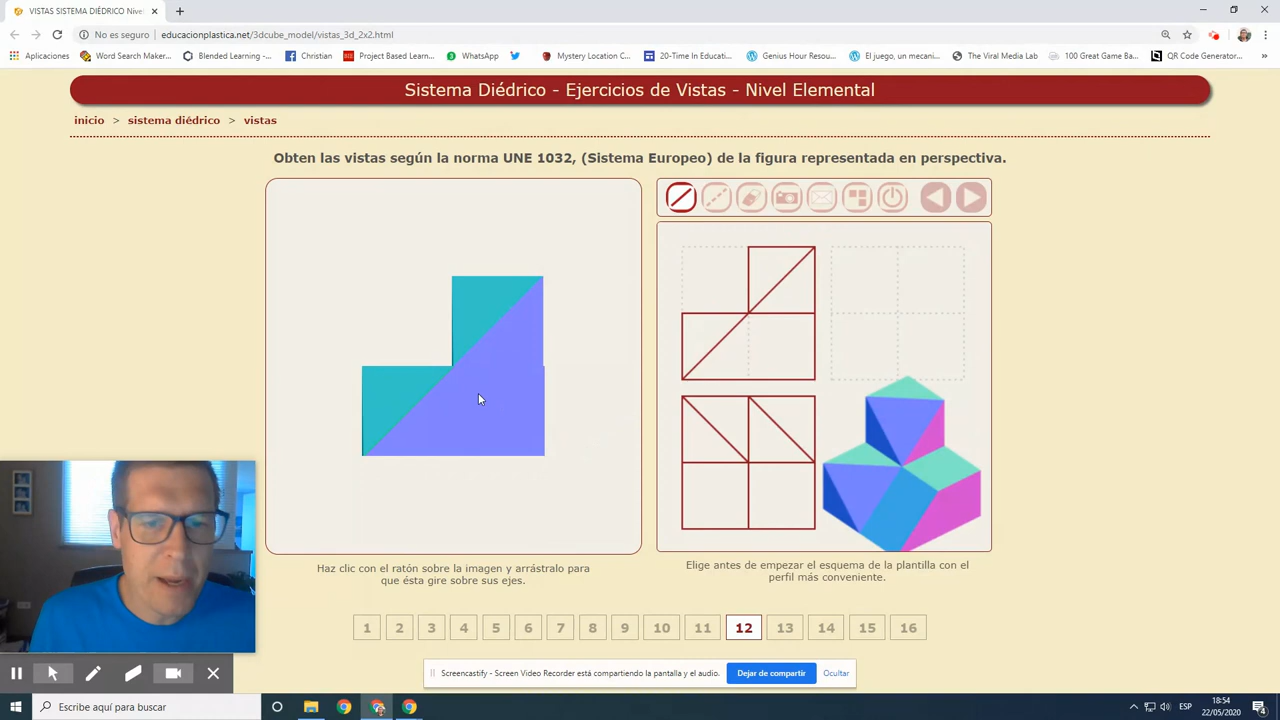 VISTAS SISTEMA DIÉDRICO Nive
No es seguro | educacionplastica.net/3dcube_model/vistas_3d_2x2.html
Aplicaciones Word Search Maker... Blended Learning -... Christian Project Based Learn... WhatsApp Mystery Location C... 20-Time In Educati... Genius Hour Resou... El juego, un mecani... The Viral Media Lab 100 Great Game Ba... QR Code Generator... »
Sistema Diédrico - Ejercicios de Vistas - Nivel Elemental
inicio > sistema diédrico > vistas
Obten las vistas según la norma UNE 1032, (Sistema Europeo) de la figura representada en perspectiva.
Haz clic con el ratón sobre la imagen y arrástralo para
que ésta gire sobre sus ejes.
Elige antes de empezar el esquema de la plantilla con el
perfil más conveniente.
1 2 3 4 5 6 7 8 9 10 11 12 13 14 15 16
Screencastify - Screen Video Recorder está compartiendo la pantalla y el audio. Dejar de compartir Ocultar
Escribe aquí para buscar
ESP
18:54
22/05/2020
4